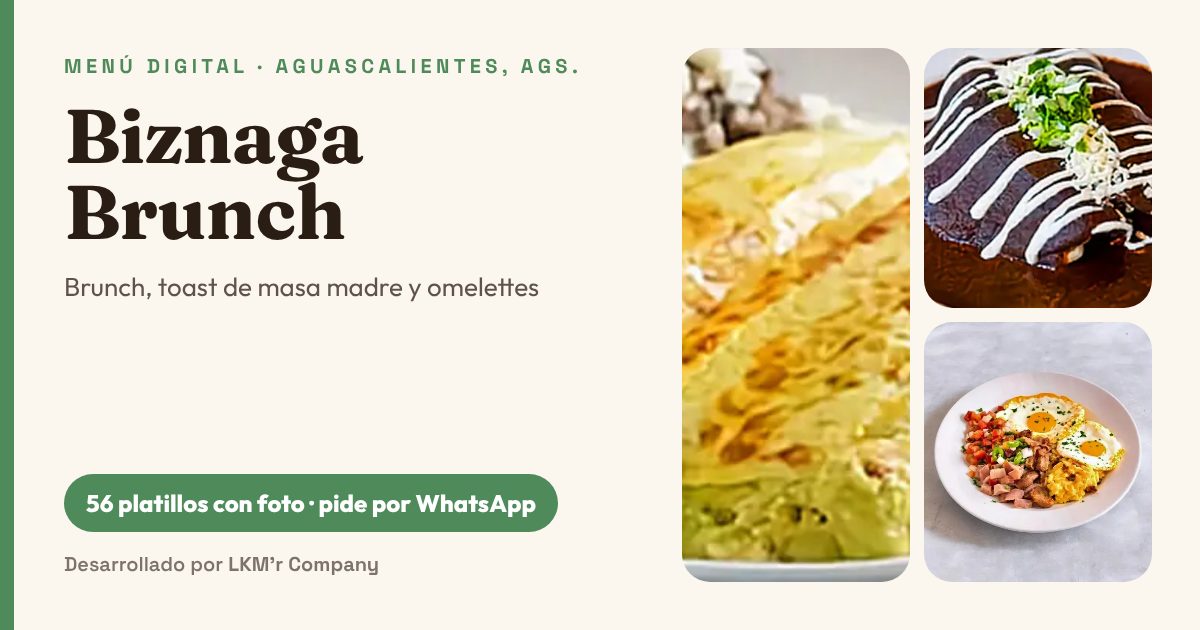 MENÚ DIGITAL · AGUASCALIENTES, AGS.
Biznaga
Brunch
Brunch, toast de masa madre y omelettes
56 platillos con foto · pide por WhatsApp
Desarrollado por LKM’r Company